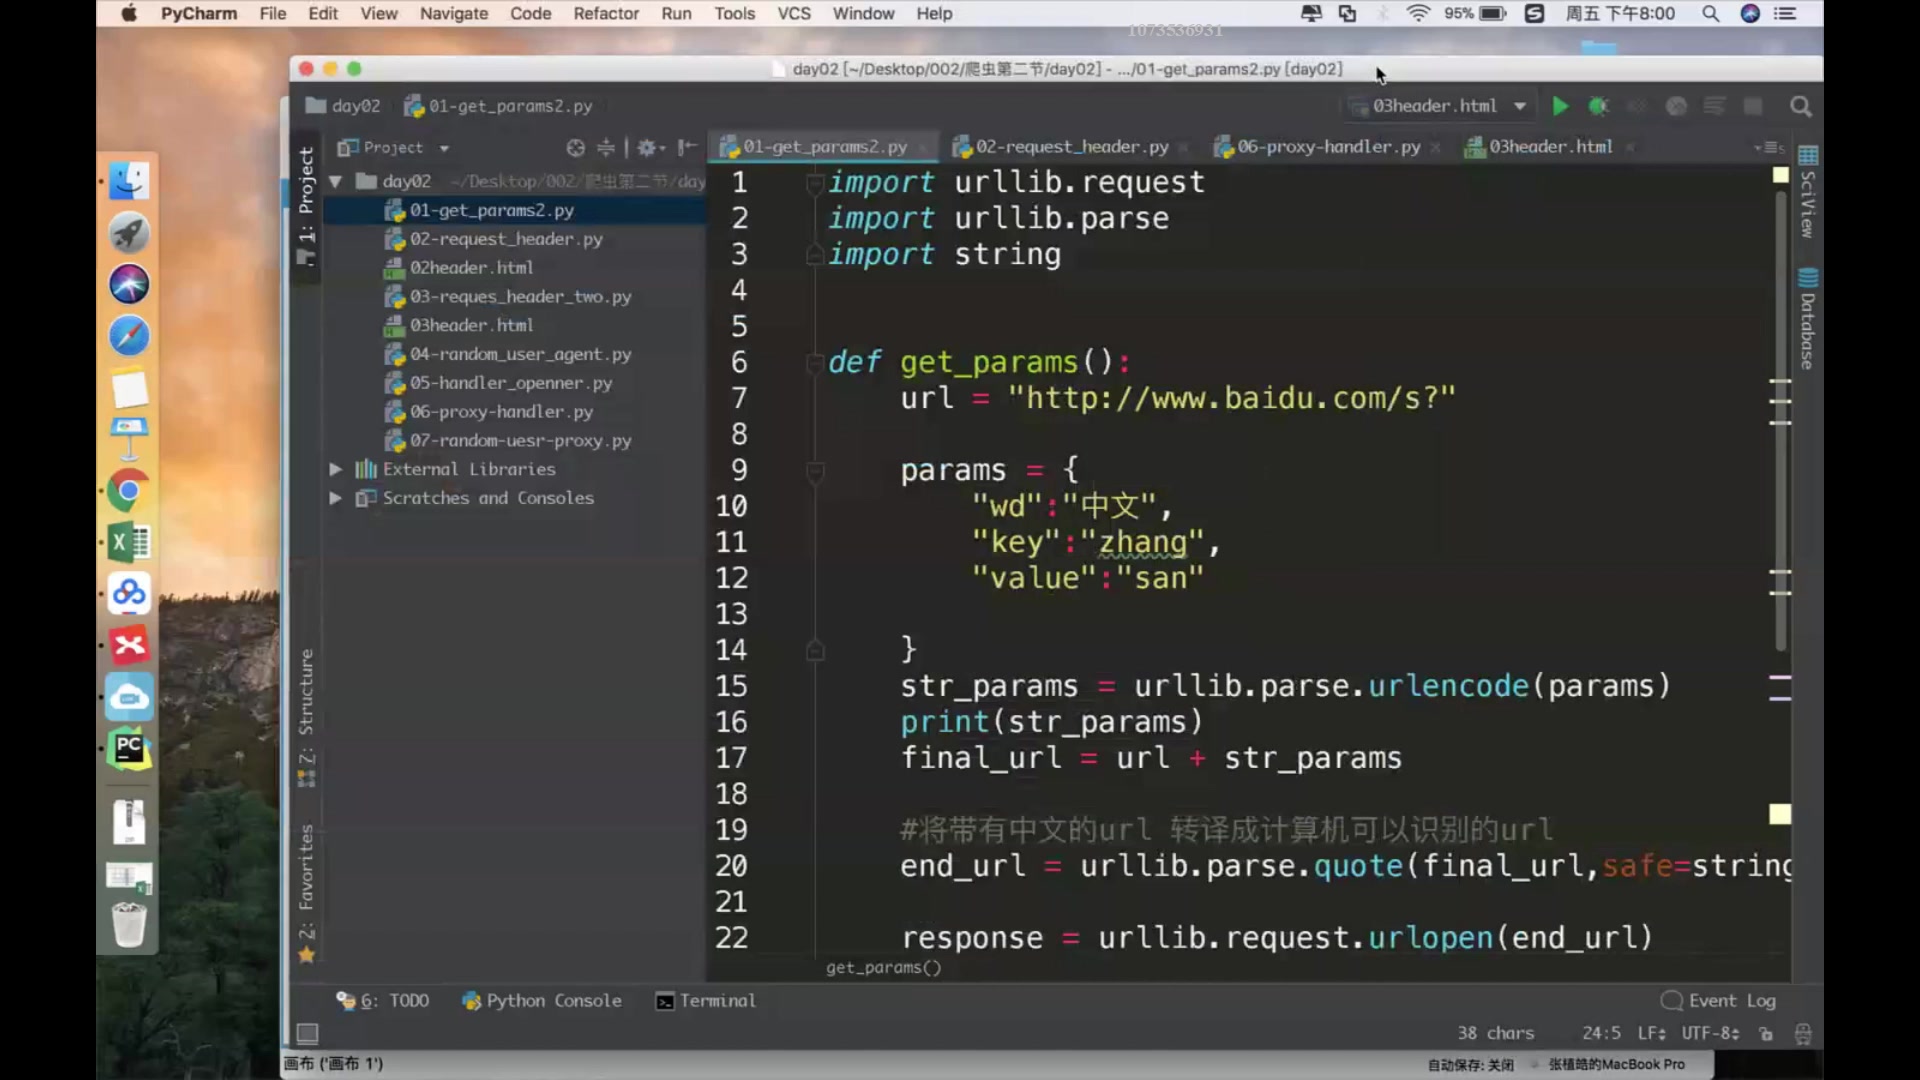 PyCharm File Edit View Navigate Code Refactor Run Tools VCS Window Help 95% 周五 下午8:00
1073536931
day02 [~/Desktop/002/爬虫第二节/day02] - .../01-get_params2.py [day02]
day02 01-get_params2.py 03header.html
Project 01-get_params2.py 02-request_header.py 06-proxy-handler.py 03header.html
day02 ~/Desktop/002/爬虫第二节/day
01-get_params2.py
02-request_header.py
02header.html
03-reques_header_two.py
03header.html
04-random_user_agent.py
05-handler_openner.py
06-proxy-handler.py
07-random-uesr-proxy.py
External Libraries
Scratches and Consoles
1: Project
7: Structure
2: Favorites
1 import urllib.request
2 import urllib.parse
3 import string
4
5
6 def get_params():
7 url = "http://www.baidu.com/s?"
8
9 params = {
10 "wd":"中文",
11 "key":"zhang",
12 "value":"san"
13
14 }
15 str_params = urllib.parse.urlencode(params)
16 print(str_params)
17 final_url = url + str_params
18
19 #将带有中文的url 转译成计算机可以识别的url
20 end_url = urllib.parse.quote(final_url,safe=string
21
22 response = urllib.request.urlopen(end_url)
get_params()
SciView
Database
6: TODO Python Console Terminal Event Log
38 chars 24:5 LF UTF-8
画布 ('画布 1') 自动保存: 关闭 张植皓的MacBook Pro
PC